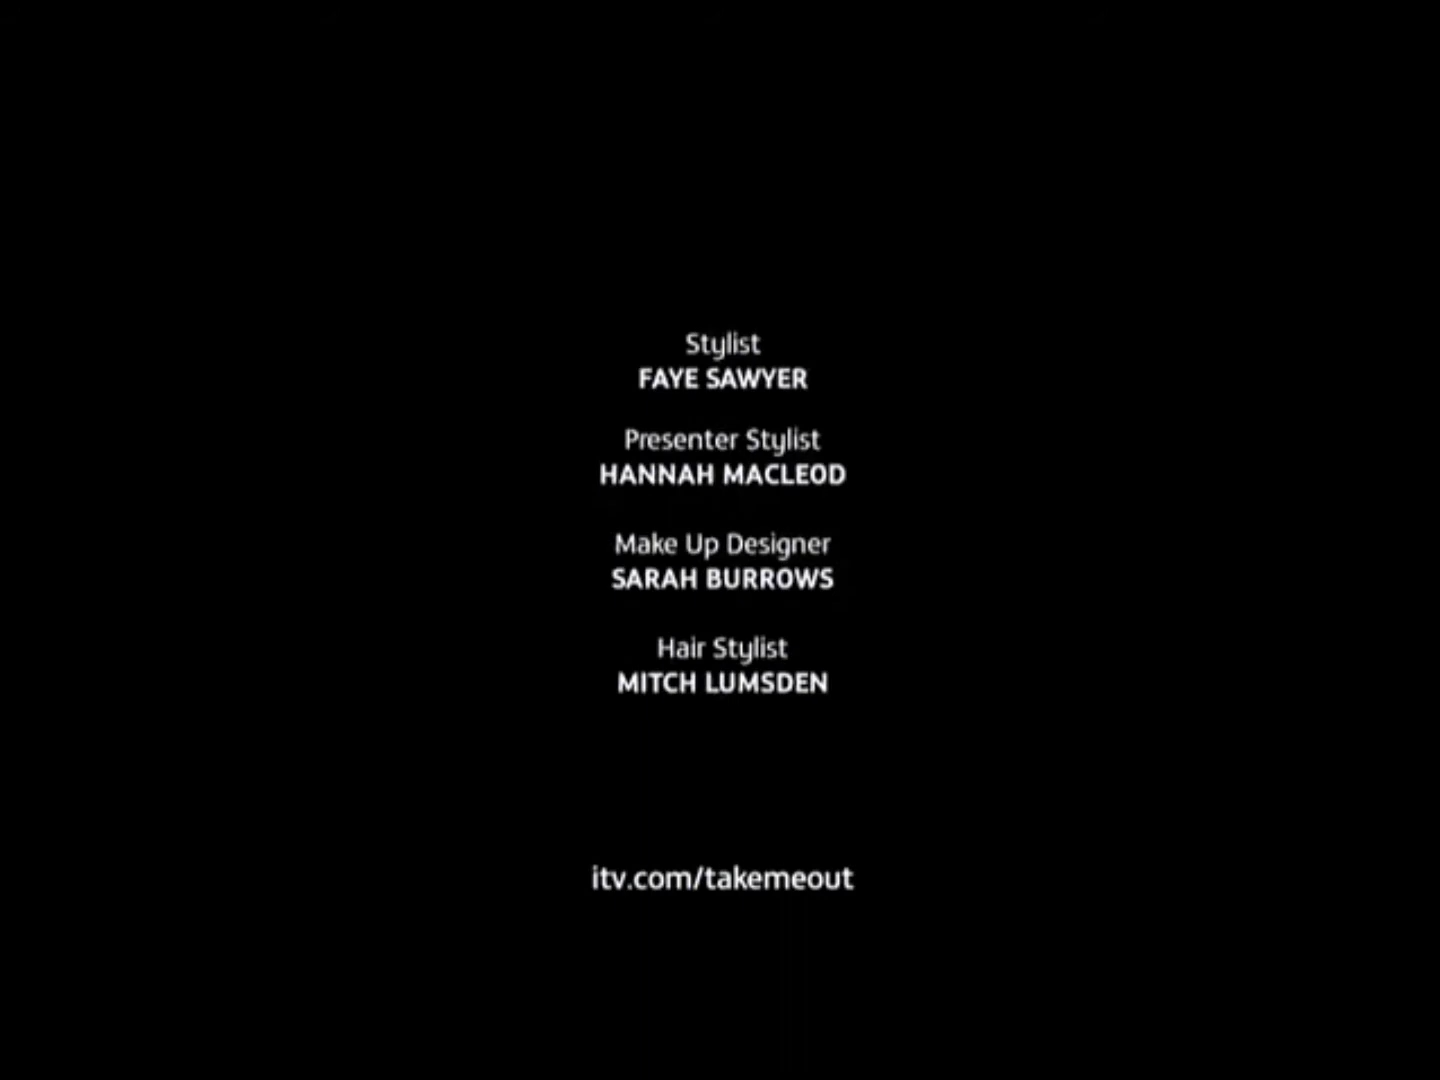 Stylist
FAYE SAWYER
Presenter Stylist
HANNAH MACLEOD
Make Up Designer
SARAH BURROWS
Hair Stylist
MITCH LUMSDEN
itv.com/takemeout